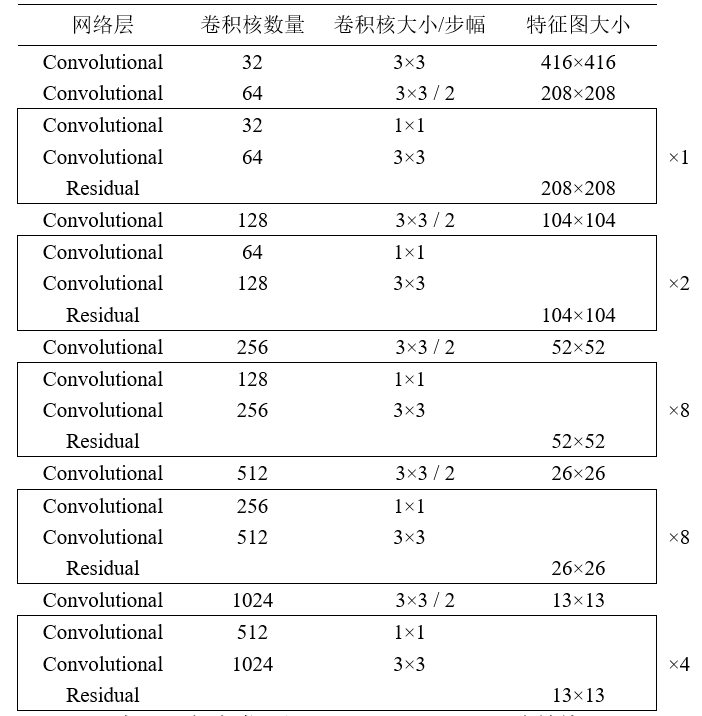 网络层 卷积核数量 卷积核大小/步幅 特征图大小
Convolutional 32 3×3 416×416
Convolutional 64 3×3 / 2 208×208
Convolutional 32 1×1
Convolutional 64 3×3 ×1
Residual 208×208
Convolutional 128 3×3 / 2 104×104
Convolutional 64 1×1
Convolutional 128 3×3 ×2
Residual 104×104
Convolutional 256 3×3 / 2 52×52
Convolutional 128 1×1
Convolutional 256 3×3 ×8
Residual 52×52
Convolutional 512 3×3 / 2 26×26
Convolutional 256 1×1
Convolutional 512 3×3 ×8
Residual 26×26
Convolutional 1024 3×3 / 2 13×13
Convolutional 512 1×1
Convolutional 1024 3×3 ×4
Residual 13×13